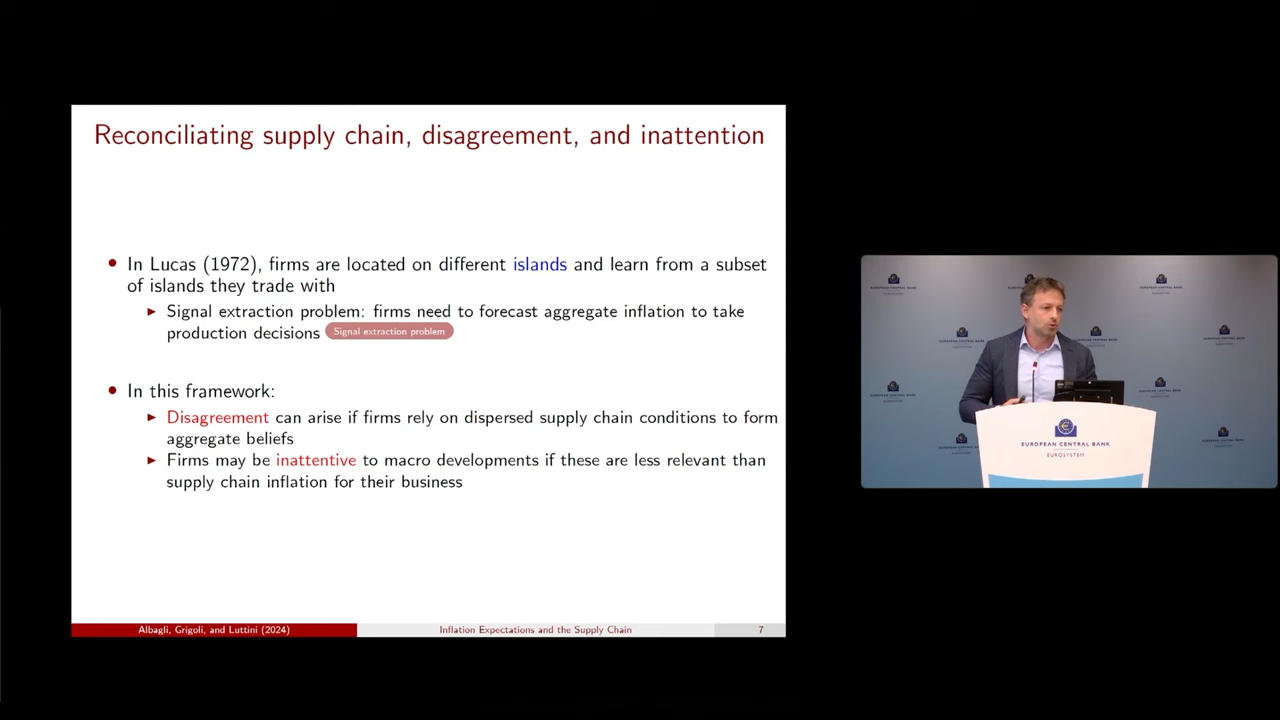 Reconciliating supply chain, disagreement, and inattention
• In Lucas (1972), firms are located on different islands and learn from a subset
of islands they trade with
► Signal extraction problem: firms need to forecast aggregate inflation to take
production decisions Signal extraction problem
• In this framework:
► Disagreement can arise if firms rely on dispersed supply chain conditions to form
aggregate beliefs
► Firms may be inattentive to macro developments if these are less relevant than
supply chain inflation for their business
Albagli, Grigoli, and Luttini (2024) Inflation Expectations and the Supply Chain 7
EUROPEAN CENTRAL BANK
EUROSYSTEM